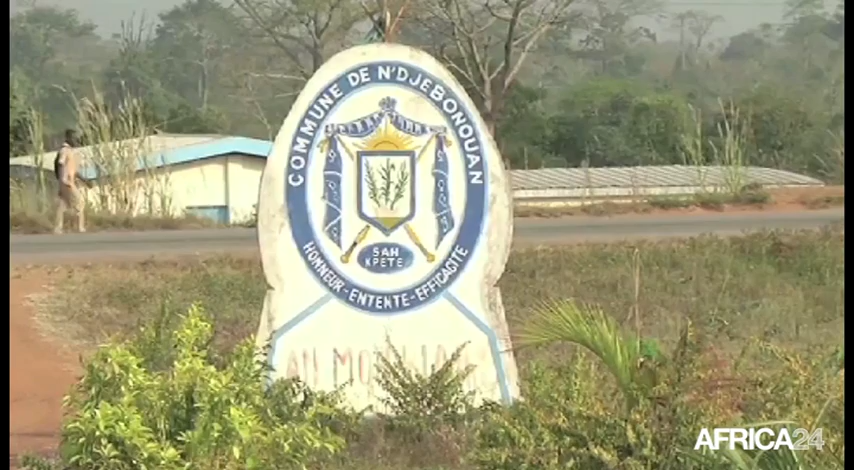 COMMUNE DE N'DJEBONOUAN
SAH
KPETE
HONNEUR-ENTENTE-EFFICACITE
AFRICA24